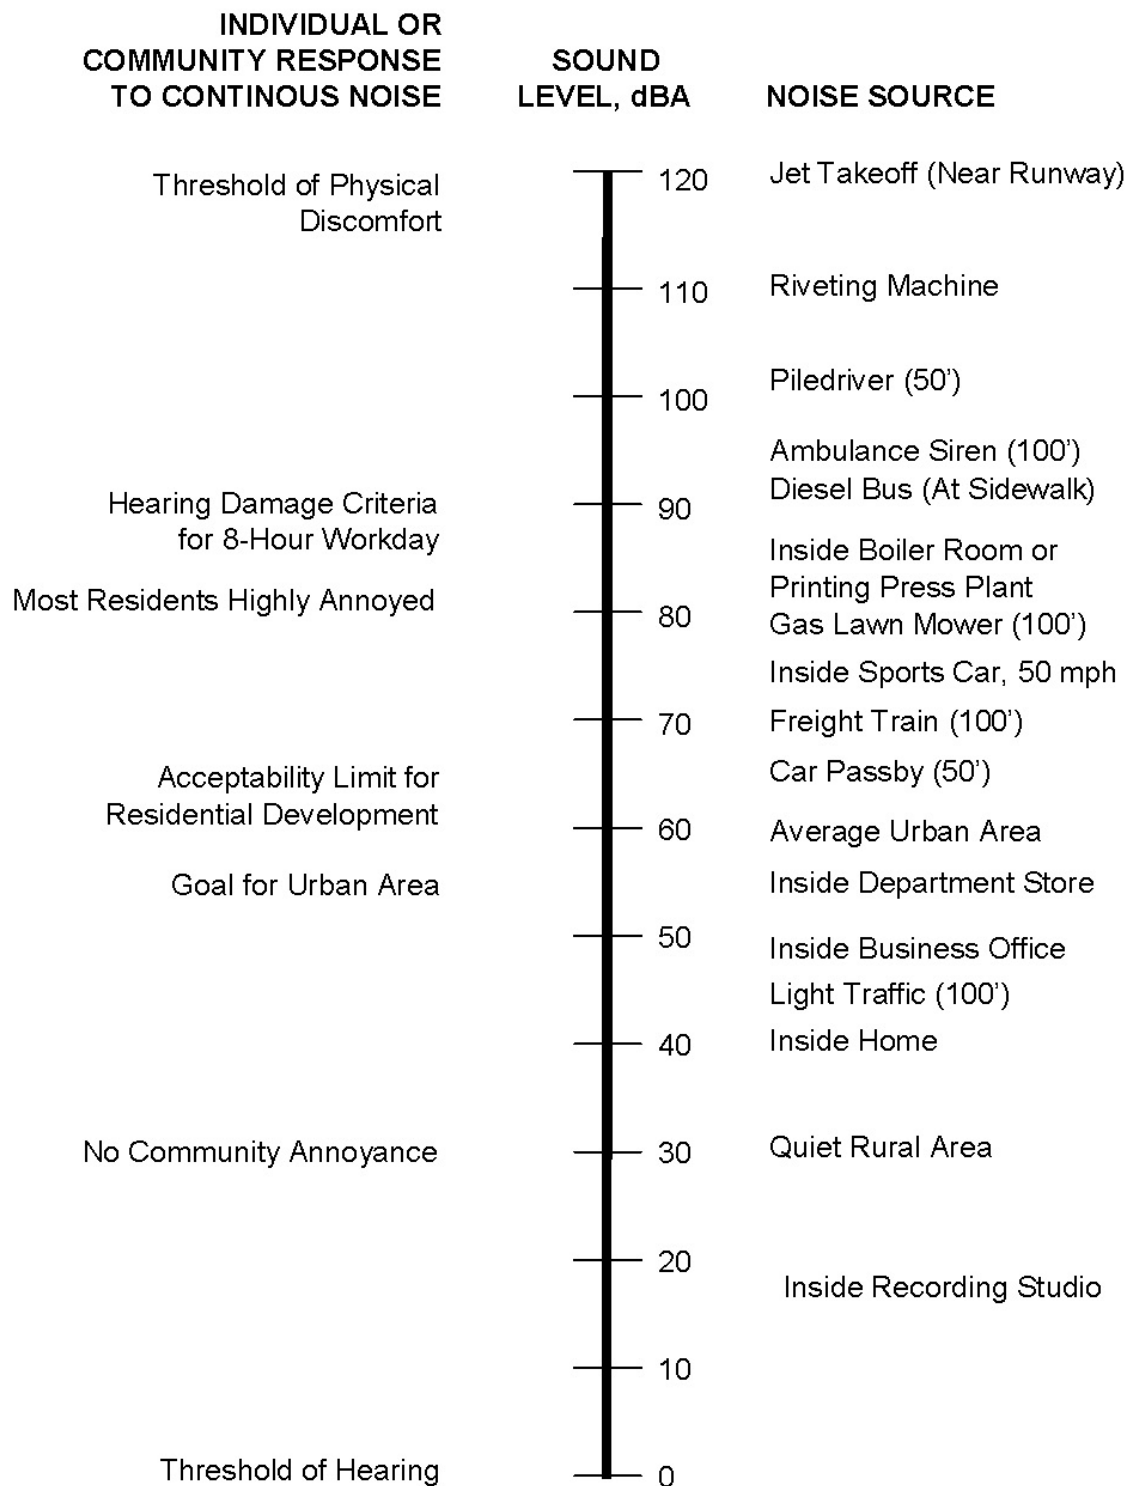 INDIVIDUAL OR
COMMUNITY RESPONSE
TO CONTINOUS NOISE
SOUND
LEVEL, dBA
NOISE SOURCE
Threshold of Physical
Discomfort
120
Jet Takeoff (Near Runway)
110
Riveting Machine
100
Piledriver (50’)
Ambulance Siren (100’)
Diesel Bus (At Sidewalk)
Hearing Damage Criteria
for 8-Hour Workday
90
Inside Boiler Room or
Printing Press Plant
Most Residents Highly Annoyed
80
Gas Lawn Mower (100’)
Inside Sports Car, 50 mph
70
Freight Train (100’)
Acceptability Limit for
Residential Development
Car Passby (50’)
60
Average Urban Area
Goal for Urban Area
Inside Department Store
50
Inside Business Office
Light Traffic (100’)
40
Inside Home
No Community Annoyance
30
Quiet Rural Area
20
Inside Recording Studio
10
Threshold of Hearing
0